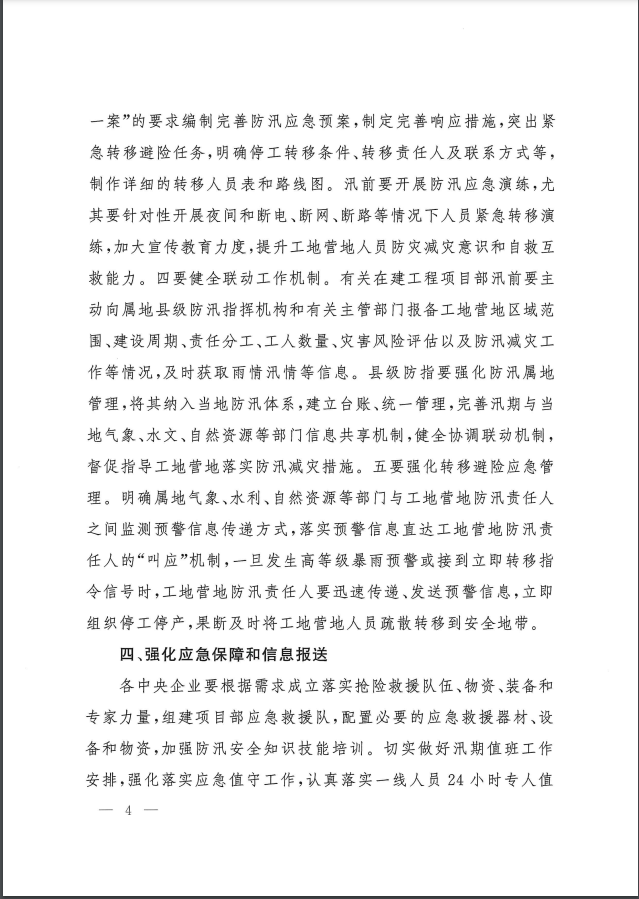 一案”的要求编制完善防汛应急预案,制定完善响应措施,突出紧
急转移避险任务,明确停工转移条件、转移责任人及联系方式等,
制作详细的转移人员表和路线图。汛前要开展防汛应急演练,尤
其要针对性开展夜间和断电、断网、断路等情况下人员紧急转移演
练,加大宣传教育力度,提升工地营地人员防灾减灾意识和自救互
救能力。四要健全联动工作机制。有关在建工程项目部汛前要主
动向属地县级防汛指挥机构和有关主管部门报备工地营地区域范
围、建设周期、责任分工、工人数量、灾害风险评估以及防汛减灾工
作等情况,及时获取雨情汛情等信息。县级防指要强化防汛属地
管理,将其纳入当地防汛体系,建立台账、统一管理,完善汛期与当
地气象、水文、自然资源等部门信息共享机制,健全协调联动机制,
督促指导工地营地落实防汛减灾措施。五要强化转移避险应急管
理。明确属地气象、水利、自然资源等部门与工地营地防汛责任人
之间监测预警信息传递方式,落实预警信息直达工地营地防汛责
任人的“叫应”机制,一旦发生高等级暴雨预警或接到立即转移指
令信号时,工地营地防汛责任人要迅速传递、发送预警信息,立即
组织停工停产,果断及时将工地营地人员疏散转移到安全地带。
四、强化应急保障和信息报送
各中央企业要根据需求成立落实抢险救援队伍、物资、装备和
专家力量,组建项目部应急救援队,配置必要的应急救援器材、设
备和物资,加强防汛安全知识技能培训。切实做好汛期值班工作
安排,强化落实应急值守工作,认真落实一线人员 24 小时专人值
— 4 —